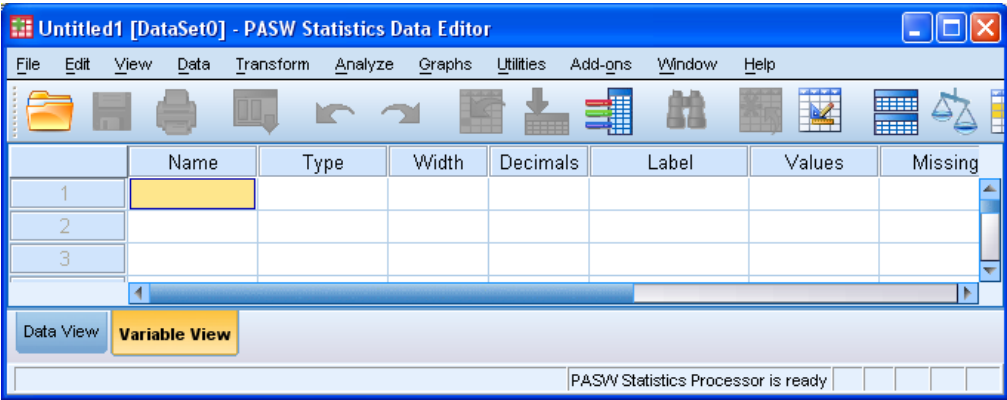 Untitled1 [DataSet0] - PASW Statistics Data Editor
File Edit View Data Transform Analyze Graphs Utilities Add-ons Window Help
Name Type Width Decimals Label Values Missing
1
2
3
Data View Variable View
PASW Statistics Processor is ready